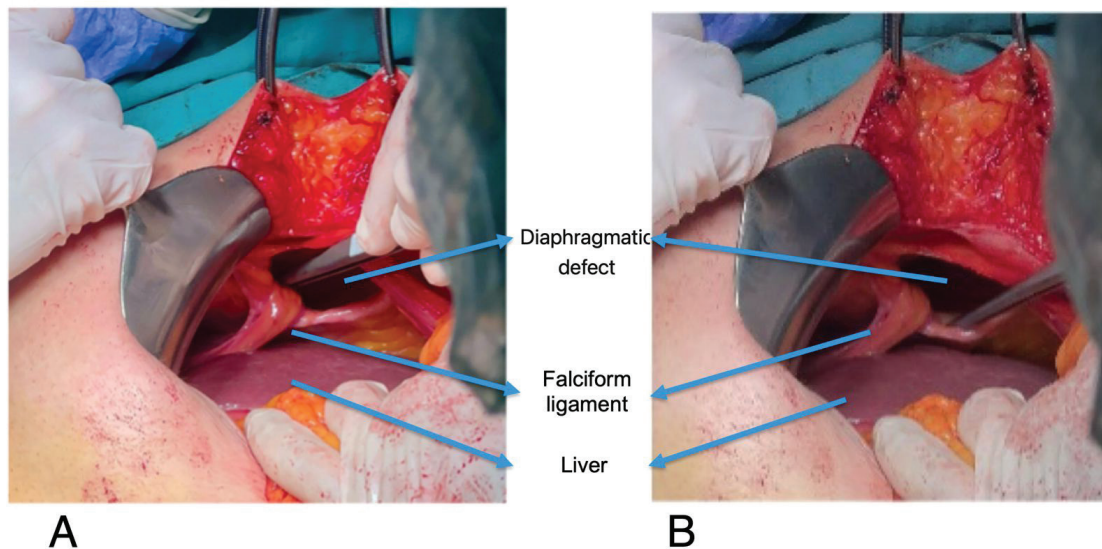 Diaphragmatic
defect
Falciform
ligament
Liver
A
B